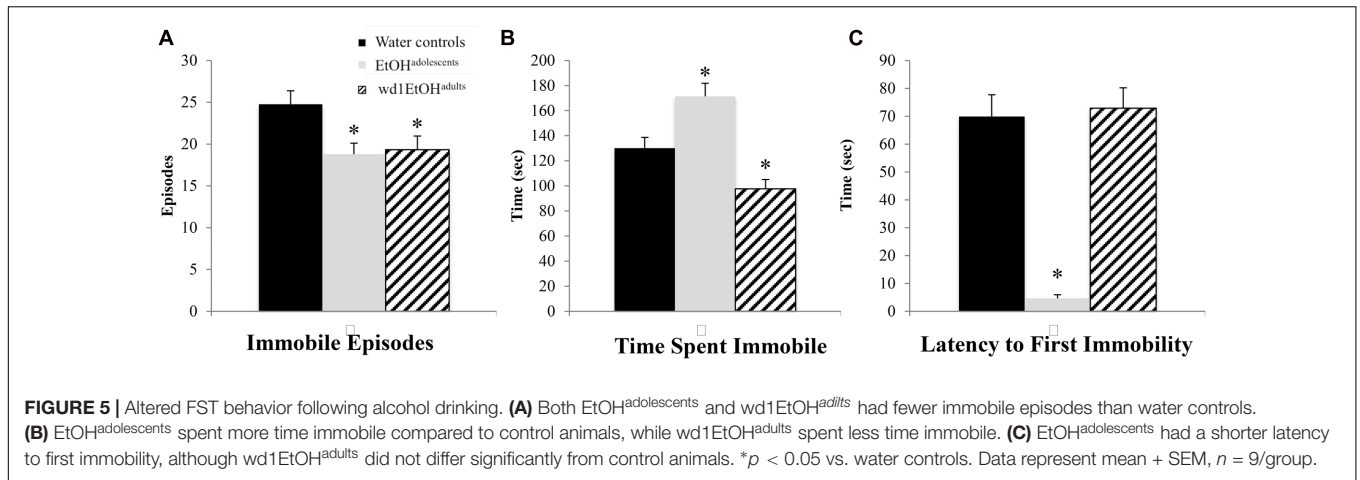 A
Water controls
EtOHadolescents
wd1EtOHadults
30
25
20
15
10
5
0
Episodes
*
*
Immobile Episodes
B
200
180
160
140
120
100
80
60
40
20
0
Time (sec)
*
*
Time Spent Immobile
C
90
80
70
60
50
40
30
20
10
0
Time (sec)
*
Latency to First Immobility
FIGURE 5 | Altered FST behavior following alcohol drinking. (A) Both EtOHadolescents and wd1EtOHadilts had fewer immobile episodes than water controls.
(B) EtOHadolescents spent more time immobile compared to control animals, while wd1EtOHadults spent less time immobile. (C) EtOHadolescents had a shorter latency
to first immobility, although wd1EtOHadults did not differ significantly from control animals. *p < 0.05 vs. water controls. Data represent mean + SEM, n = 9/group.